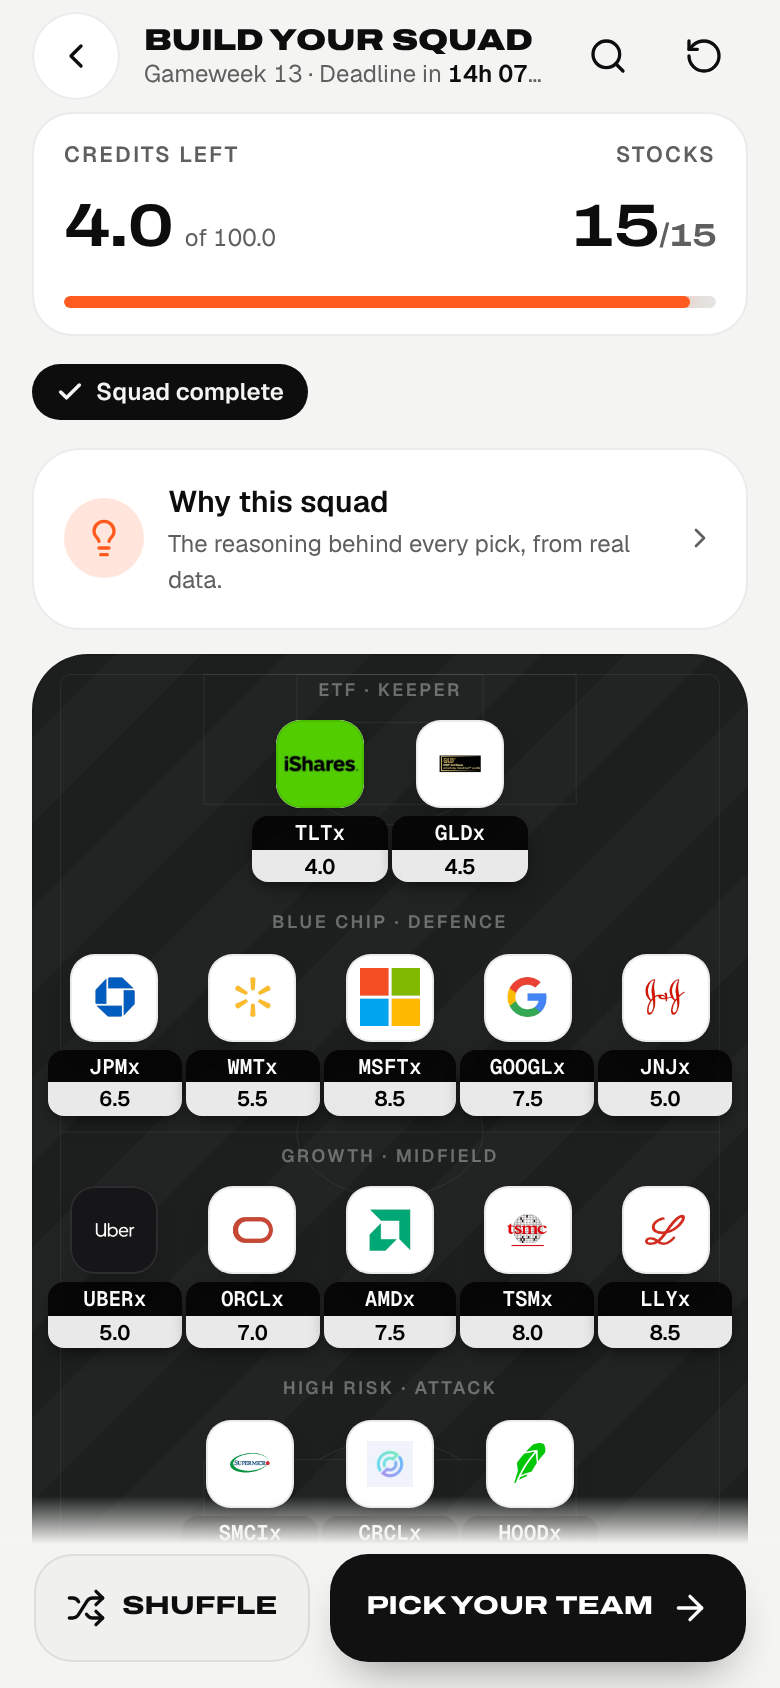 BUILD YOUR SQUAD
Gameweek 13 · Deadline in 14h 07...
CREDITS LEFT
STOCKS
4.0 of 100.0
15/15
Squad complete
Why this squad
The reasoning behind every pick, from real
data.
ETF · KEEPER
iShares.
GLD
TLTx
GLDx
4.0
4.5
BLUE CHIP · DEFENCE
J&J
JPMx
WMTx
MSFTx
GOOGLx
JNJx
6.5
5.5
8.5
7.5
5.0
GROWTH · MIDFIELD
Uber
tsmc
UBERx
ORCLx
AMDx
TSMx
LLYx
5.0
7.0
7.5
8.0
8.5
HIGH RISK · ATTACK
SUPERMICR
SMCIx
CRCLx
HOODx
SHUFFLE
PICK YOUR TEAM